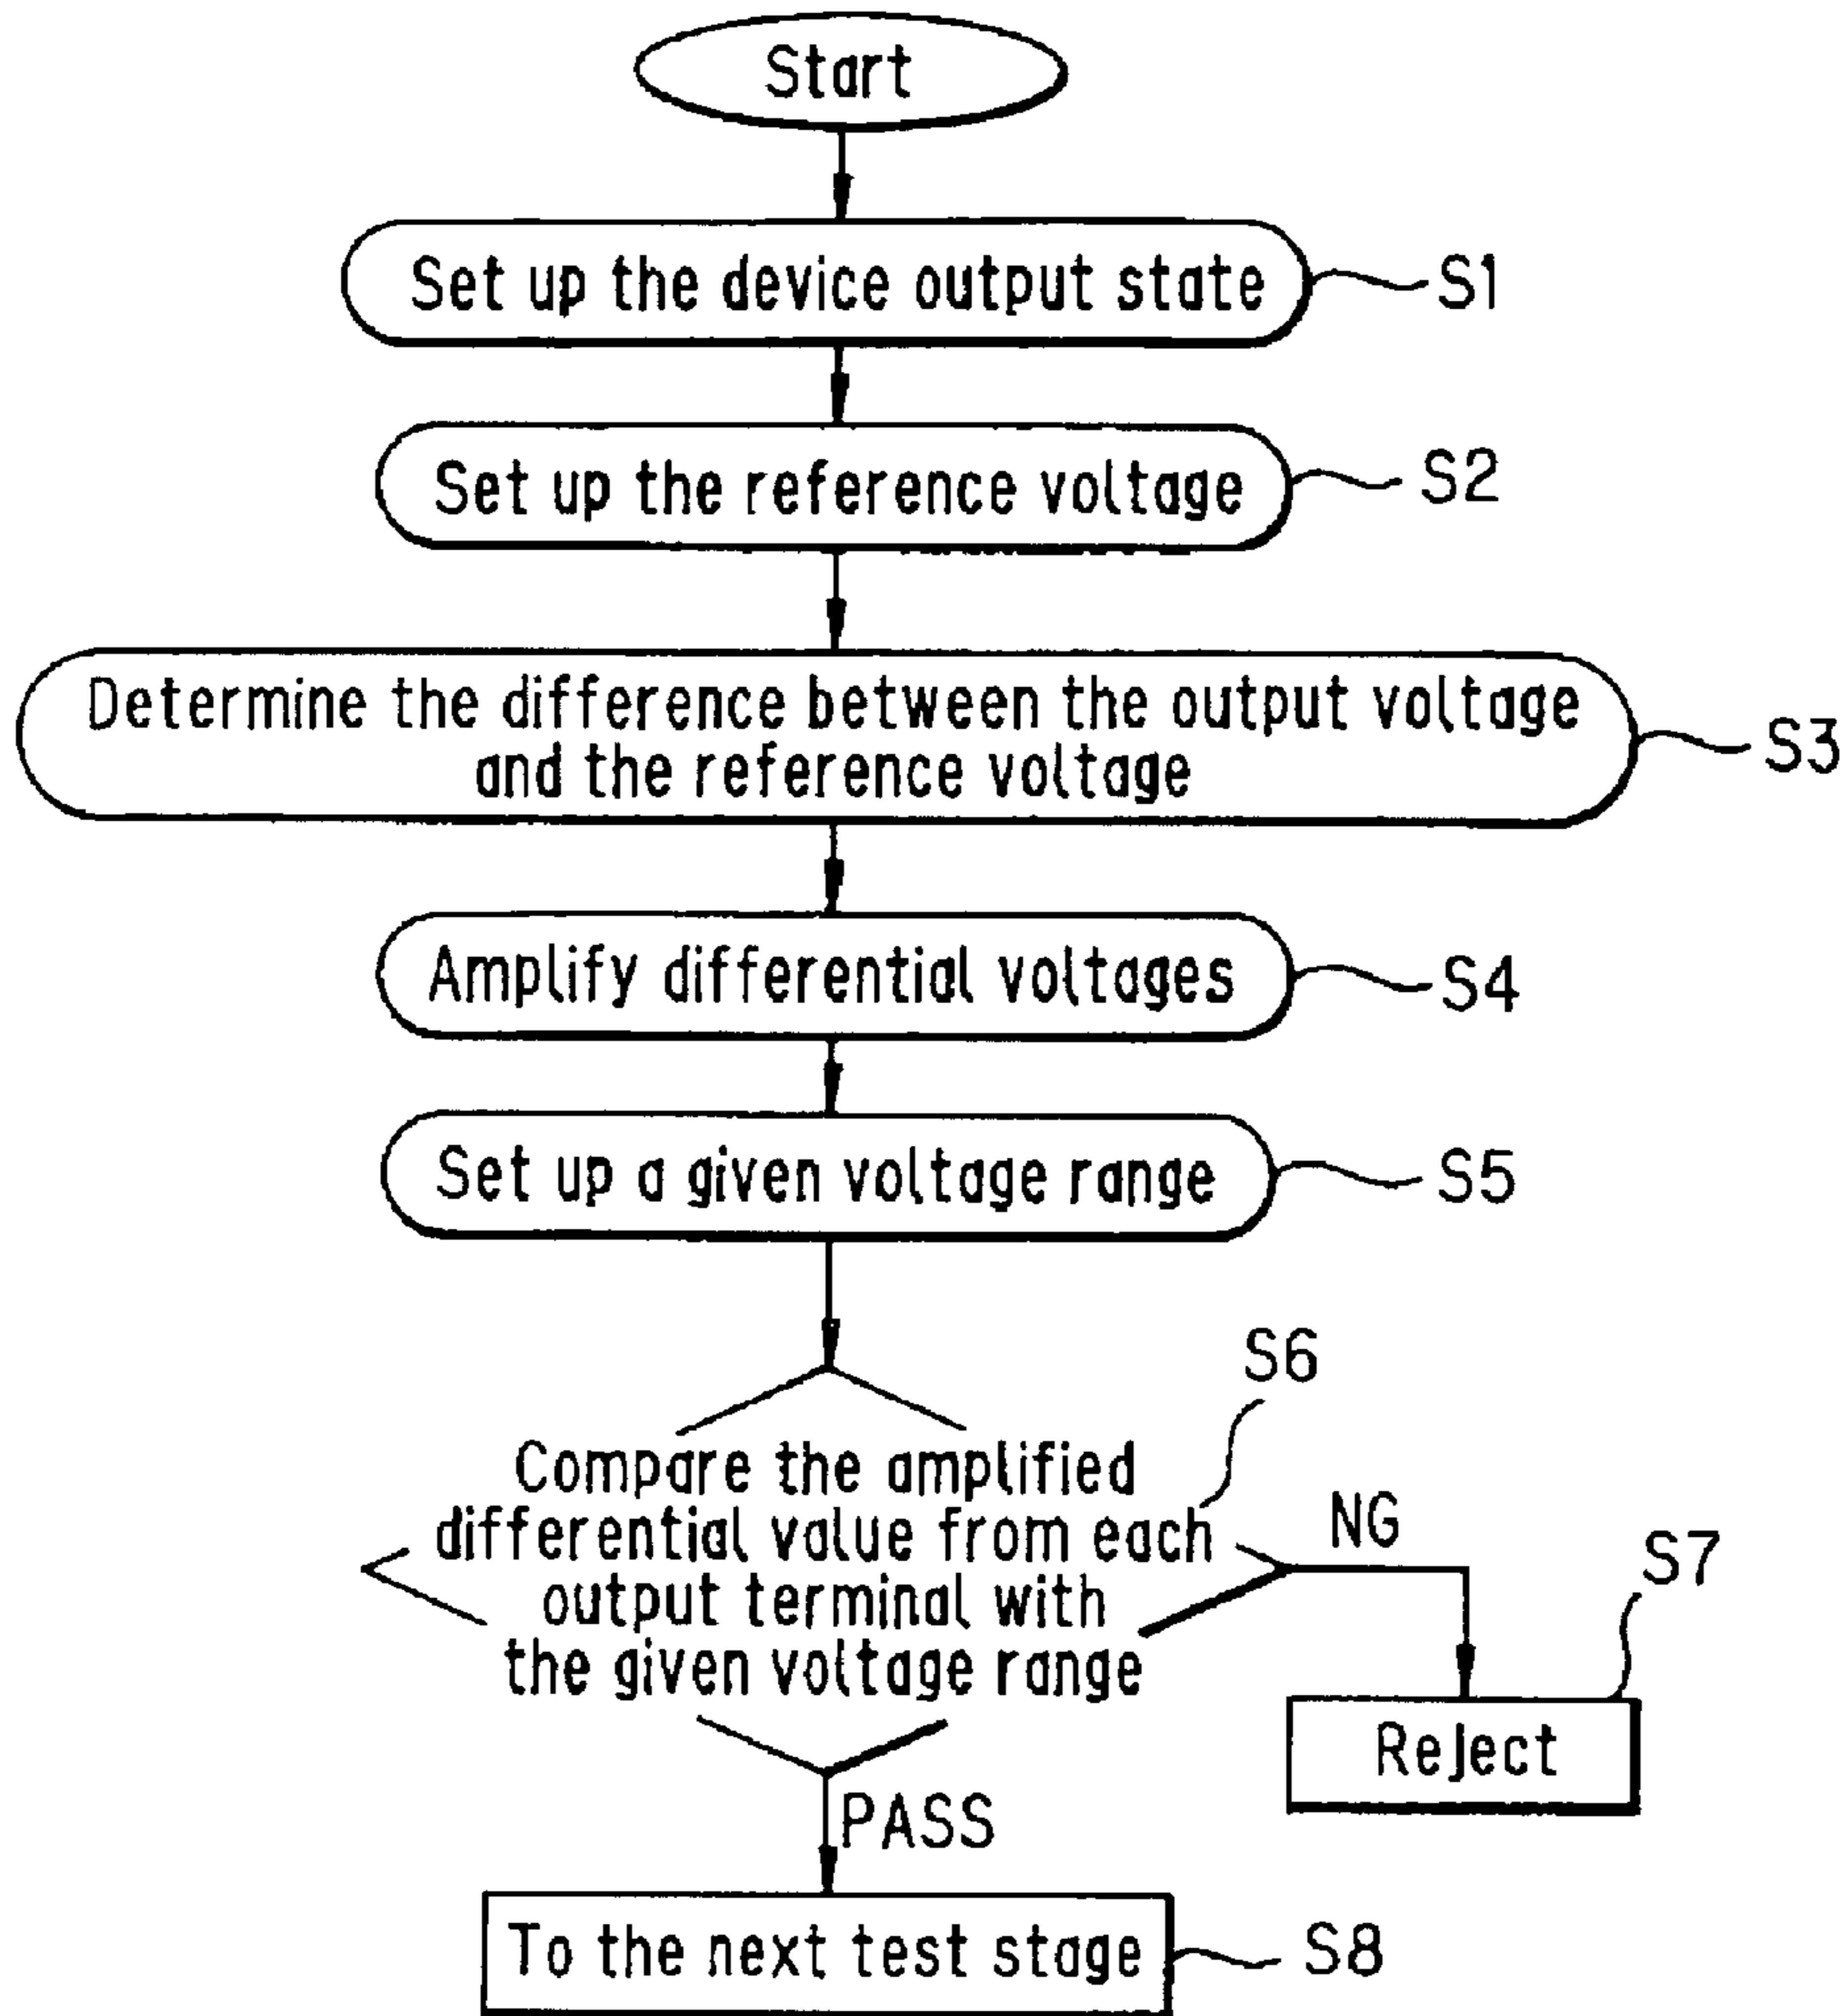 Start
Set up the device output state
S1
Set up the reference voltage
S2
Determine the difference between the output voltage
and the reference voltage
S3
Amplify differential voltages
S4
Set up a given voltage range
S5
S6
Compare the amplified
differential value from each
output terminal with
the given voltage range
NG
S7
Reject
PASS
To the next test stage
S8